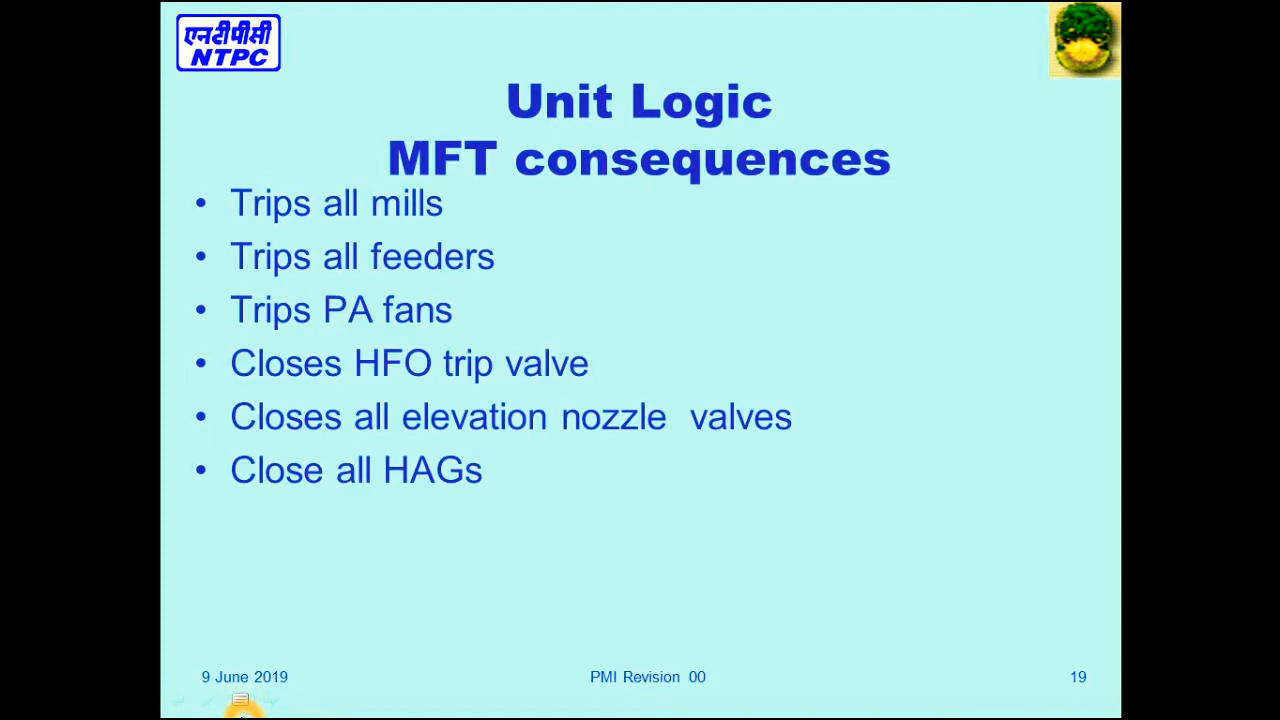 एनटीपीसी
NTPC
Unit Logic
MFT consequences
• Trips all mills
• Trips all feeders
• Trips PA fans
• Closes HFO trip valve
• Closes all elevation nozzle  valves
• Close all HAGs
9 June 2019
PMI Revision 00
19